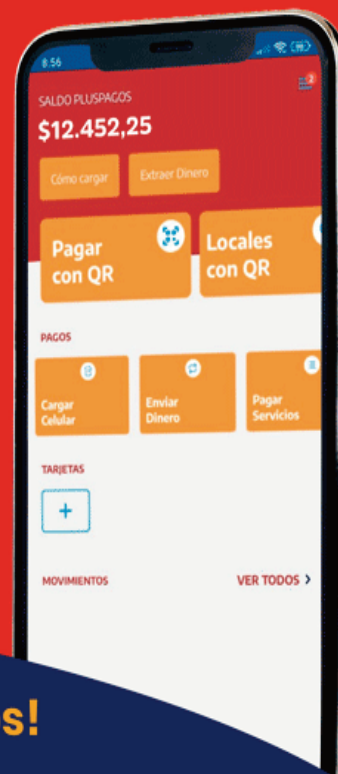 8:56
2
SALDO PLUSPAGOS
$12.452,25
Cómo cargar
Extraer Dinero
Pagar
con QR
Locales
con QR
PAGOS
Cargar
Celular
Enviar
Dinero
Pagar
Servicios
TARJETAS
+
MOVIMIENTOS
VER TODOS >
s!